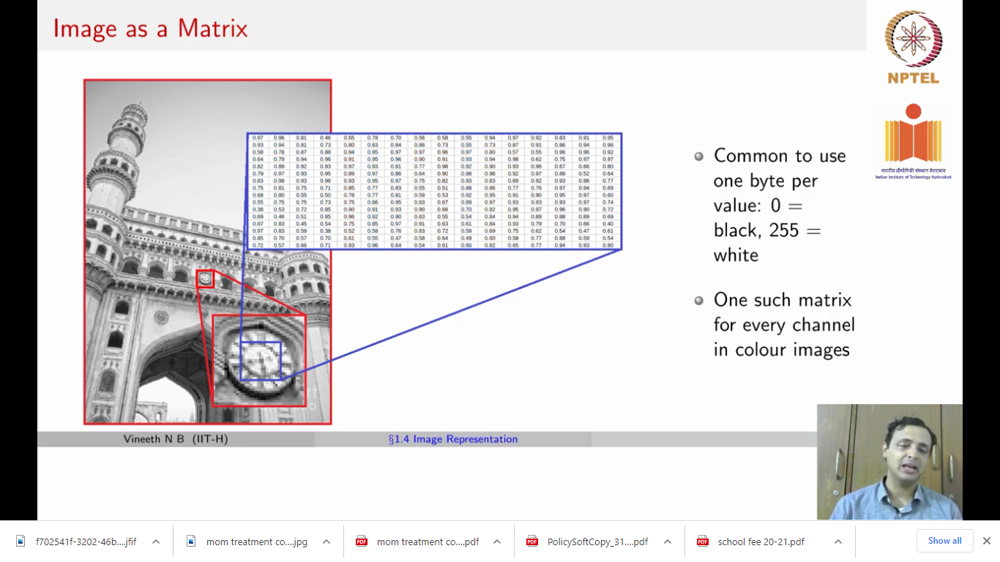 Image as a Matrix
NPTEL
भारतीय प्रौद्योगिकी संस्थान हैदराबाद
Indian Institute of Technology Hyderabad
0.97 0.96 0.81 0.46 0.55 0.78 0.70 0.56 0.58 0.55 0.94 0.97 0.92 0.83 0.91 0.95
0.93 0.94 0.81 0.73 0.80 0.83 0.84 0.86 0.73 0.55 0.73 0.87 0.91 0.86 0.94 0.96
0.58 0.78 0.87 0.88 0.94 0.95 0.97 0.97 0.96 0.97 0.80 0.57 0.55 0.96 0.96 0.92
0.64 0.79 0.94 0.96 0.91 0.95 0.96 0.90 0.91 0.93 0.94 0.98 0.62 0.75 0.97 0.97
0.82 0.89 0.92 0.93 0.97 0.93 0.81 0.77 0.98 0.92 0.90 0.93 0.96 0.67 0.66 0.80
0.79 0.97 0.93 0.95 0.89 0.97 0.86 0.64 0.90 0.98 0.98 0.92 0.97 0.88 0.52 0.64
0.83 0.98 0.93 0.96 0.93 0.95 0.97 0.75 0.82 0.93 0.83 0.69 0.92 0.93 0.86 0.77
0.75 0.81 0.75 0.71 0.85 0.77 0.83 0.55 0.51 0.88 0.86 0.77 0.76 0.97 0.94 0.69
0.68 0.80 0.55 0.50 0.78 0.77 0.81 0.59 0.53 0.92 0.95 0.91 0.90 0.95 0.97 0.60
0.55 0.75 0.75 0.73 0.75 0.86 0.95 0.83 0.67 0.89 0.97 0.93 0.93 0.93 0.97 0.74
0.38 0.53 0.72 0.85 0.90 0.91 0.93 0.90 0.66 0.70 0.92 0.95 0.97 0.96 0.90 0.72
0.69 0.46 0.51 0.85 0.96 0.92 0.90 0.83 0.55 0.54 0.84 0.94 0.89 0.88 0.89 0.69
0.87 0.83 0.45 0.54 0.75 0.85 0.97 0.91 0.63 0.61 0.84 0.93 0.79 0.70 0.66 0.40
0.97 0.83 0.59 0.38 0.52 0.58 0.76 0.83 0.72 0.59 0.69 0.75 0.62 0.54 0.47 0.61
0.85 0.70 0.57 0.70 0.61 0.55 0.47 0.58 0.64 0.49 0.60 0.58 0.77 0.88 0.59 0.54
0.72 0.57 0.66 0.71 0.93 0.96 0.64 0.54 0.61 0.60 0.82 0.65 0.77 0.94 0.93 0.80
Common to use
one byte per
value: 0 =
black, 255 =
white
One such matrix
for every channel
in colour images
Vineeth N B (IIT-H)
§1.4 Image Representation
f702541f-3202-46b....jfif
mom treatment co....jpg
PDF mom treatment co....pdf
PDF PolicySoftCopy_31....pdf
PDF school fee 20-21.pdf
Show all